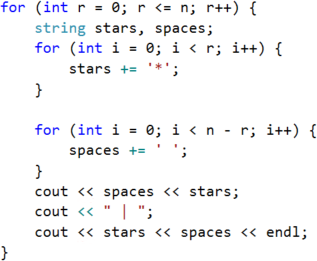 for (int r = 0; r <= n; r++) {
    string stars, spaces;
    for (int i = 0; i < r; i++) {
        stars += '*';
    }

    for (int i = 0; i < n - r; i++) {
        spaces += ' ';
    }
    cout << spaces << stars;
    cout << " | ";
    cout << stars << spaces << endl;
}